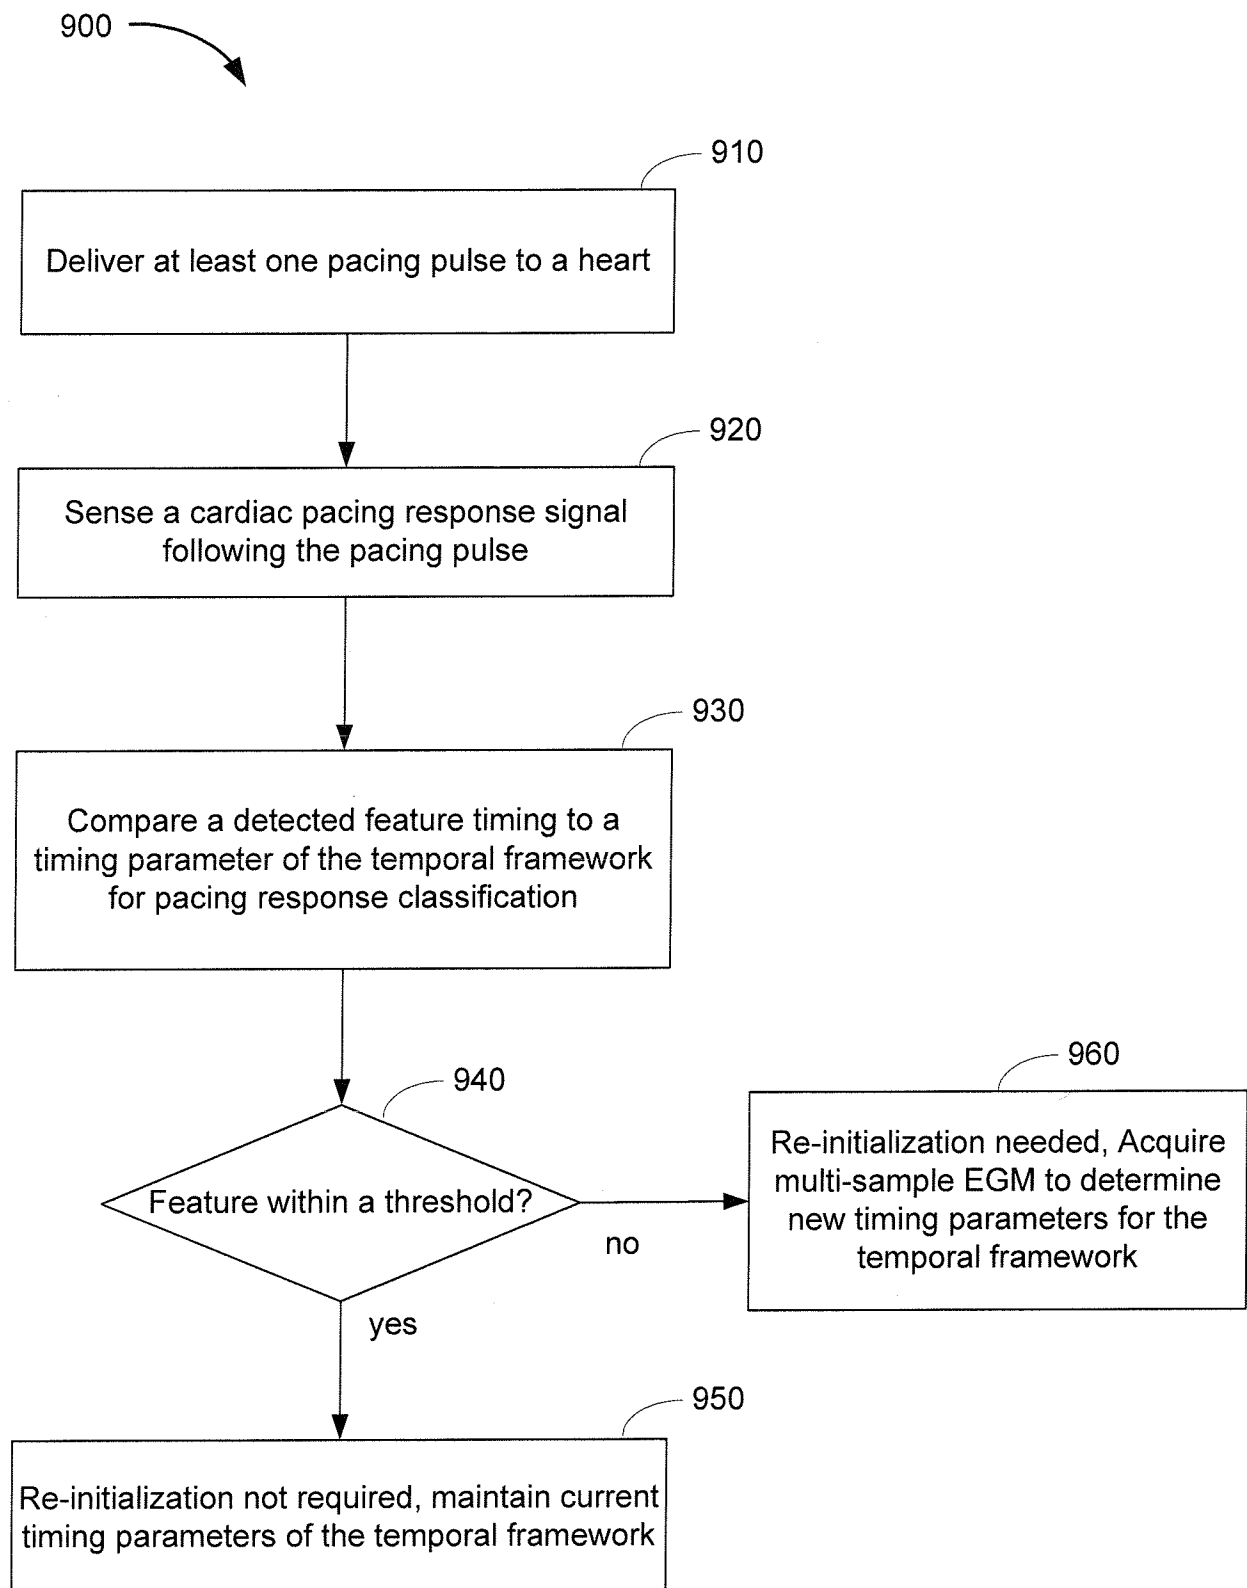 900
910
Deliver at least one pacing pulse to a heart
920
Sense a cardiac pacing response signal
following the pacing pulse
930
Compare a detected feature timing to a
timing parameter of the temporal framework
for pacing response classification
940
Feature within a threshold?
no
yes
960
Re-initialization needed, Acquire
multi-sample EGM to determine
new timing parameters for the
temporal framework
950
Re-initialization not required, maintain current
timing parameters of the temporal framework